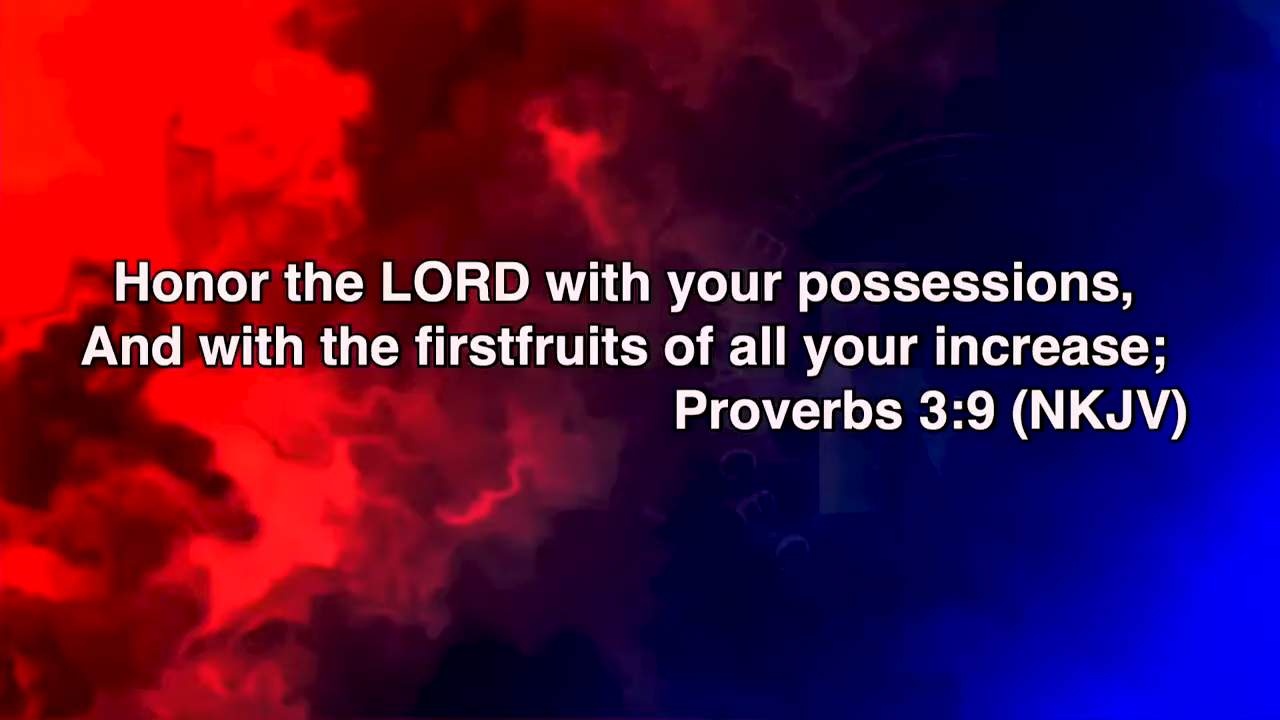 Honor the LORD with your possessions,
And with the firstfruits of all your increase;
Proverbs 3:9 (NKJV)